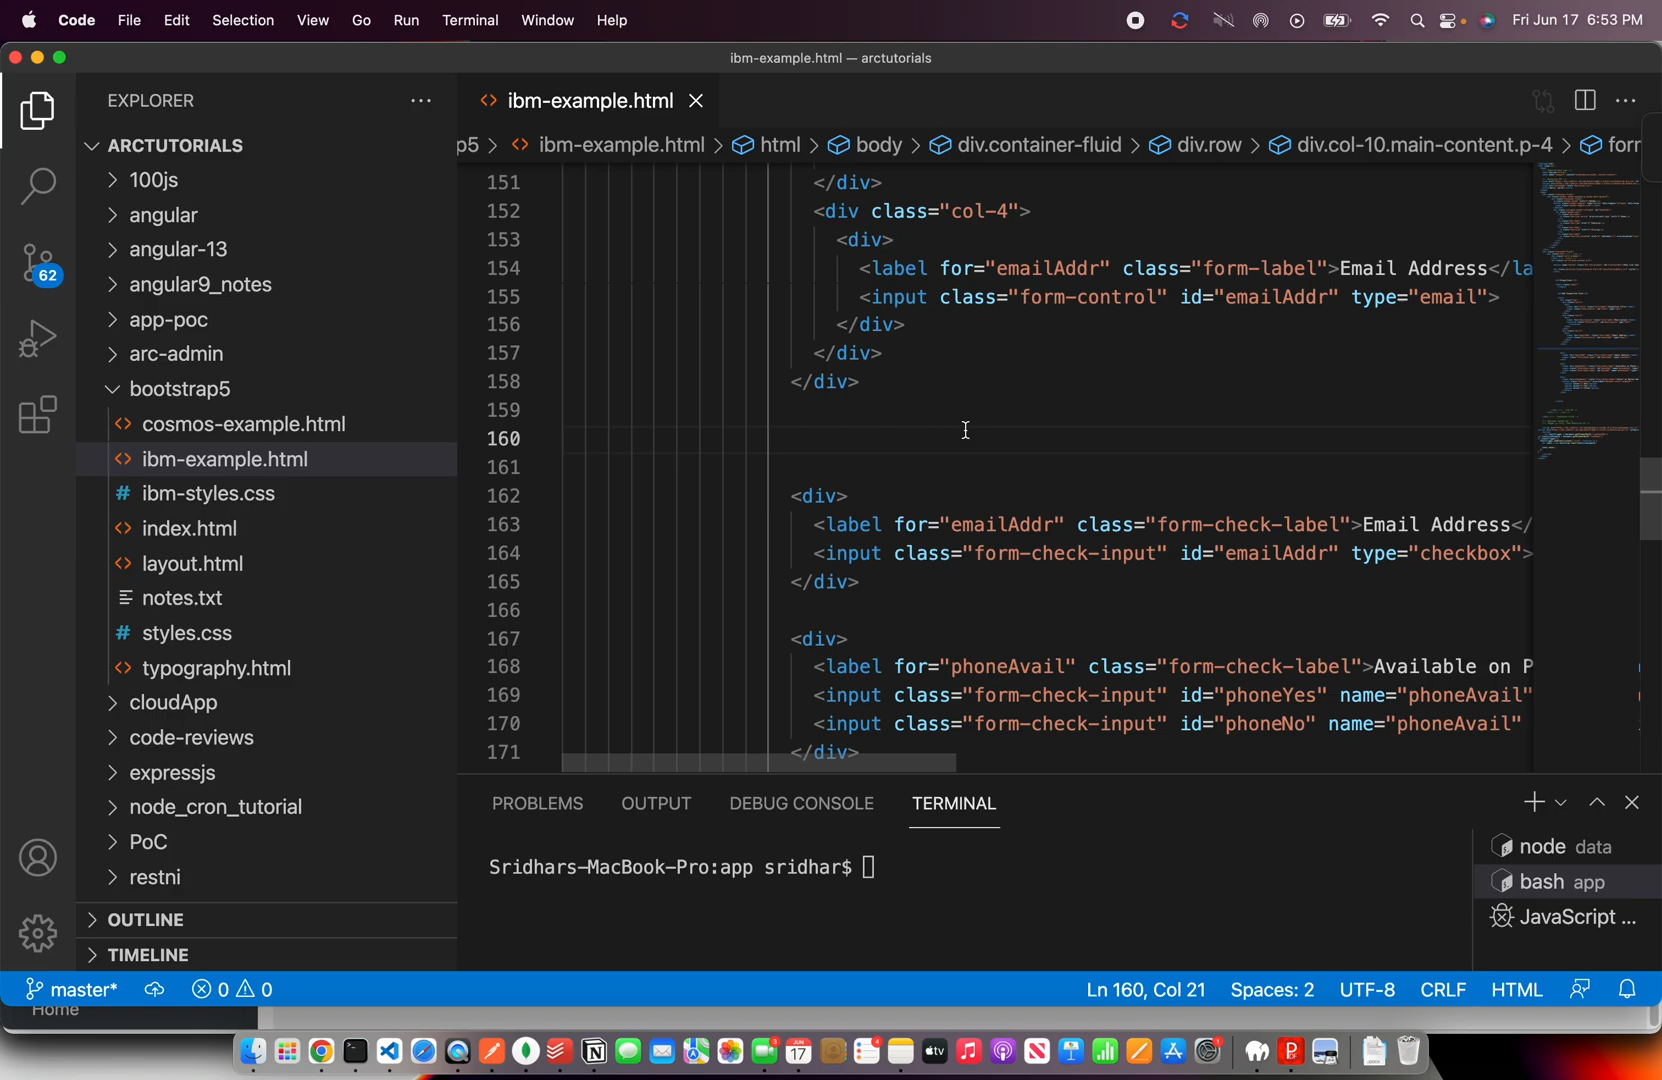 Code File Edit Selection View Go Run Terminal Window Help Fri Jun 17 6:53 PM
ibm-example.html — arctutorials
EXPLORER
ibm-example.html
p5 > ibm-example.html > html > body > div.container-fluid > div.row > div.col-10.main-content.p-4 > for
ARCTUTORIALS
100js
angular
angular-13
62
angular9_notes
app-poc
arc-admin
bootstrap5
cosmos-example.html
ibm-example.html
ibm-styles.css
index.html
layout.html
notes.txt
styles.css
typography.html
cloudApp
code-reviews
expressjs
node_cron_tutorial
PoC
restni
OUTLINE
TIMELINE
151 </div>
152 <div class="col-4">
153 <div>
154 <label for="emailAddr" class="form-label">Email Address</la
155 <input class="form-control" id="emailAddr" type="email">
156 </div>
157 </div>
158 </div>
159
160
161
162 <div>
163 <label for="emailAddr" class="form-check-label">Email Address</
164 <input class="form-check-input" id="emailAddr" type="checkbox">
165 </div>
166
167 <div>
168 <label for="phoneAvail" class="form-check-label">Available on P
169 <input class="form-check-input" id="phoneYes" name="phoneAvail"
170 <input class="form-check-input" id="phoneNo" name="phoneAvail"
171 </div>
PROBLEMS OUTPUT DEBUG CONSOLE TERMINAL
Sridhars-MacBook-Pro:app sridhar$
node data
bash app
JavaScript ...
master* 0 0 Ln 160, Col 21 Spaces: 2 UTF-8 CRLF HTML
Home
3
17
4
tv
1